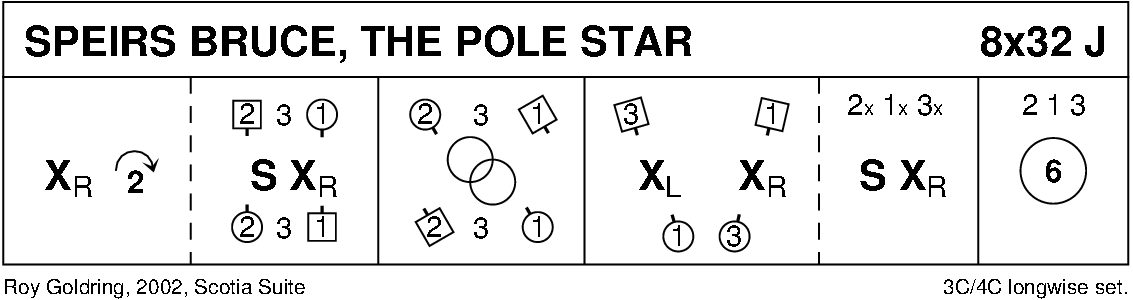 SPEIRS BRUCE, THE POLE STAR 8x32 J
2 3 1 2 3 1 3 1 2x 1x 3x 2 1 3
XR 2 S XR XL XR S XR 6
2 3 1 2 3 1 1 3
Roy Goldring, 2002, Scotia Suite 3C/4C longwise set.